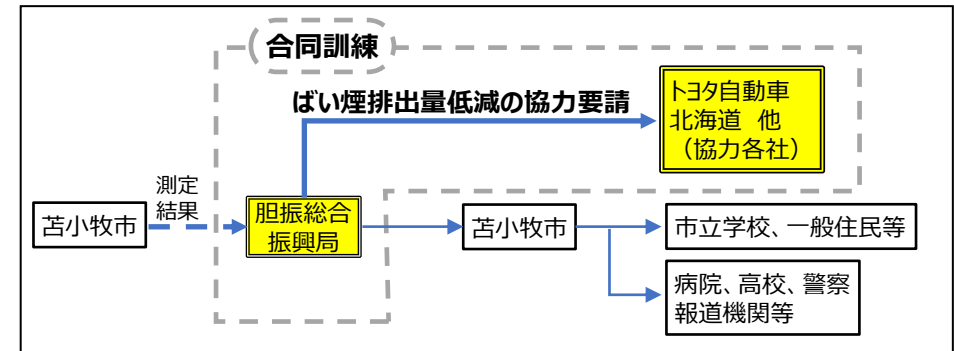 合同訓練
ばい煙排出量低減の協力要請
トヨタ自動車
北海道 他
（協力各社）
測定
結果
苫小牧市
胆振総合
振興局
苫小牧市
市立学校、一般住民等
病院、高校、警察
報道機関等